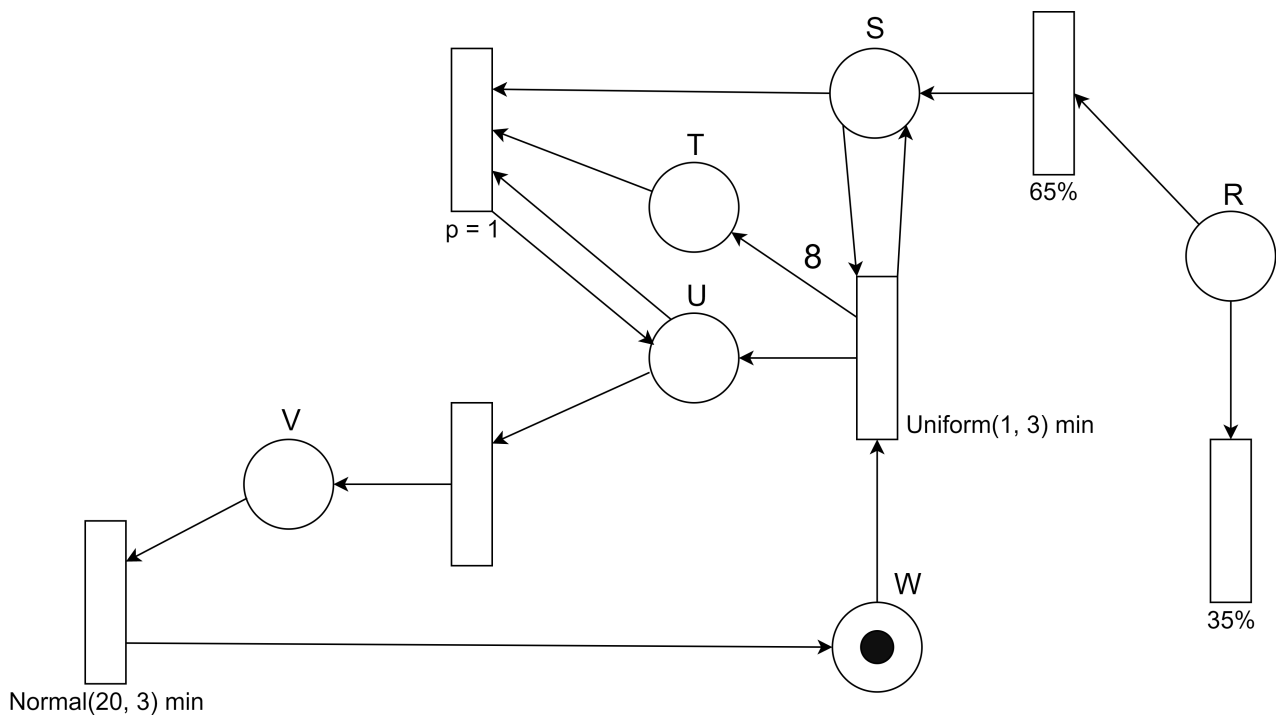 S
T
65%
R
p = 1
8
U
V
Uniform(1, 3) min
W
35%
Normal(20, 3) min